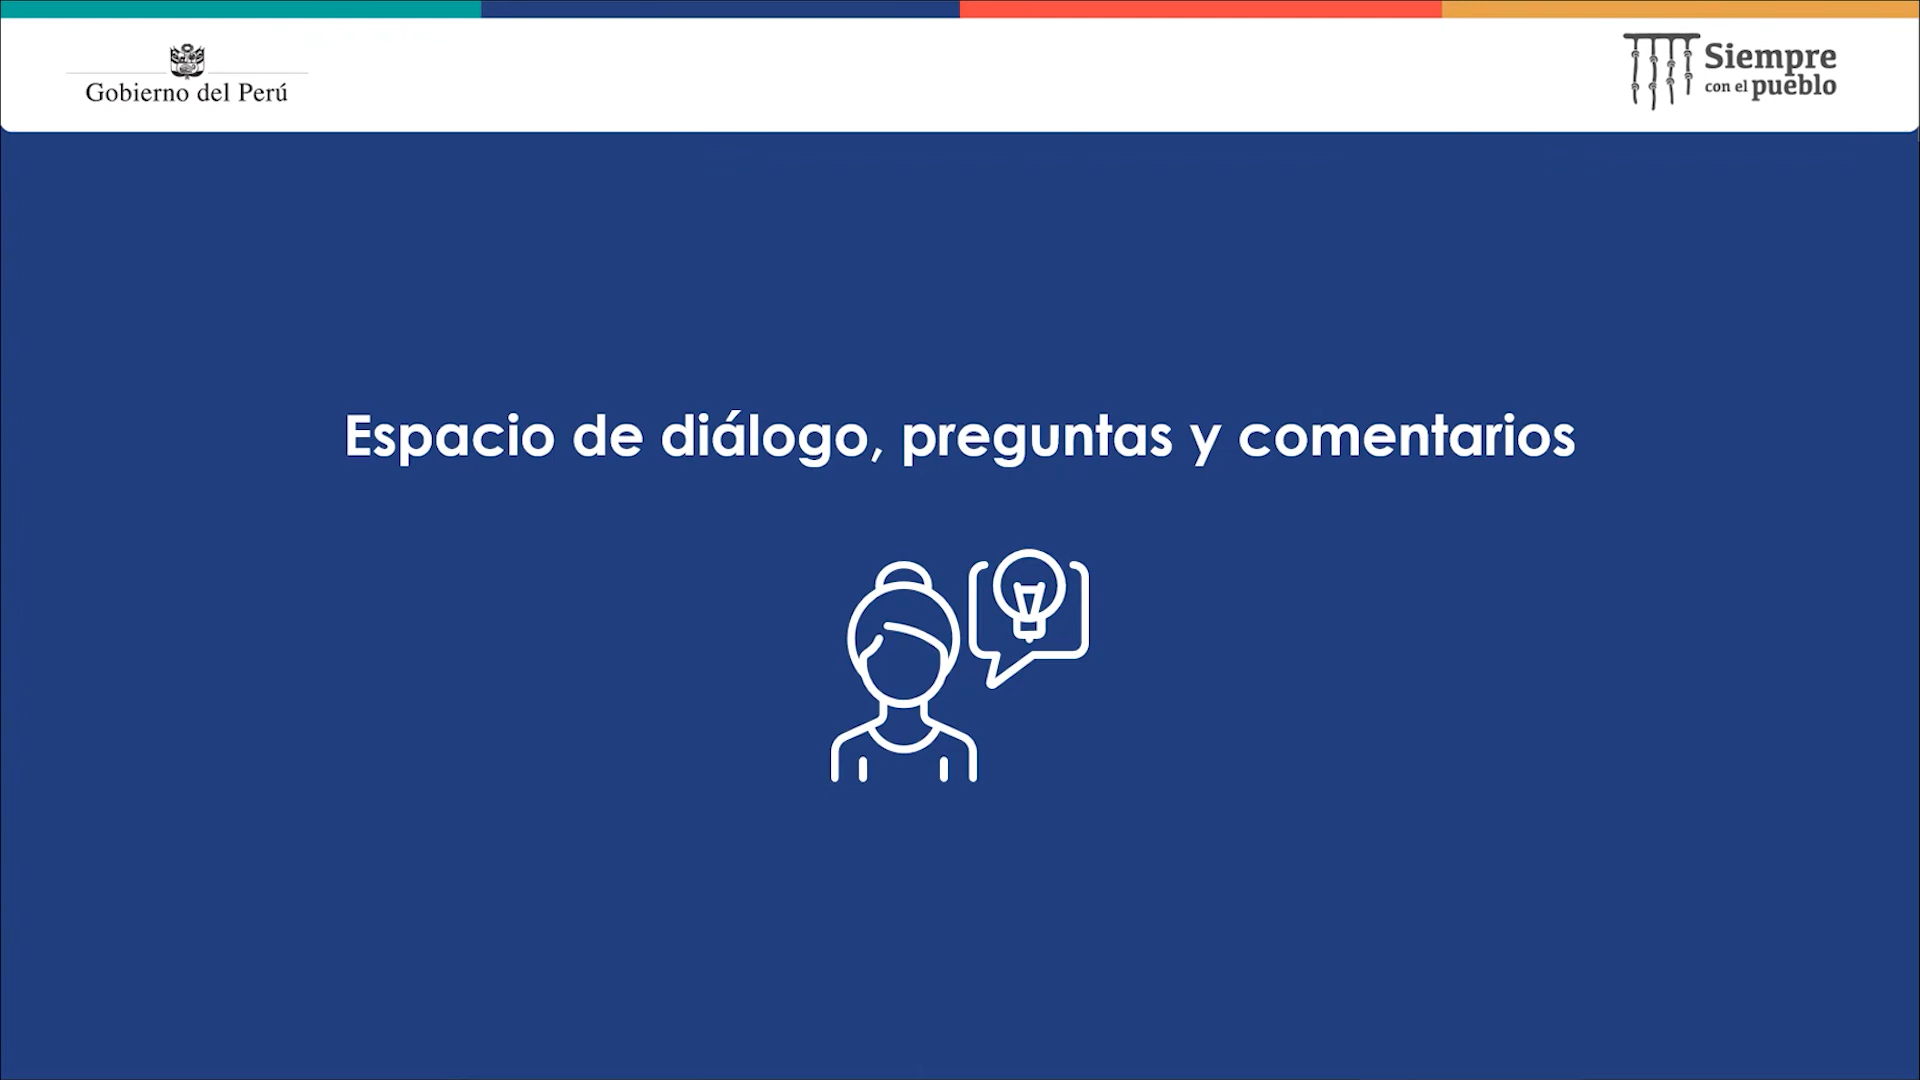 Gobierno del Perú
Siempre
con el pueblo
Espacio de diálogo, preguntas y comentarios